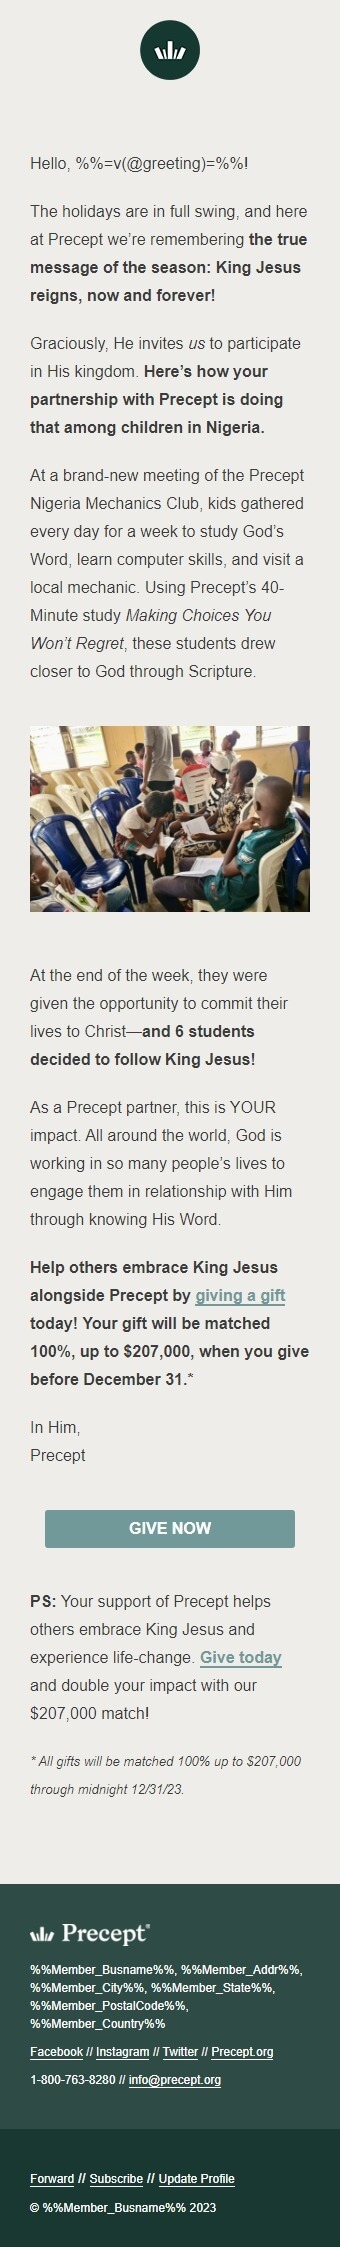 Hello, %%=v(@greeting)=%%!
The holidays are in full swing, and here
at Precept we’re remembering the true
message of the season: King Jesus
reigns, now and forever!
Graciously, He invites us to participate
in His kingdom. Here’s how your
partnership with Precept is doing
that among children in Nigeria.
At a brand-new meeting of the Precept
Nigeria Mechanics Club, kids gathered
every day for a week to study God’s
Word, learn computer skills, and visit a
local mechanic. Using Precept’s 40-
Minute study Making Choices You
Won’t Regret, these students drew
closer to God through Scripture.
At the end of the week, they were
given the opportunity to commit their
lives to Christ—and 6 students
decided to follow King Jesus!
As a Precept partner, this is YOUR
impact. All around the world, God is
working in so many people’s lives to
engage them in relationship with Him
through knowing His Word.
Help others embrace King Jesus
alongside Precept by giving a gift
today! Your gift will be matched
100%, up to $207,000, when you give
before December 31.*
In Him,
Precept
GIVE NOW
PS: Your support of Precept helps
others embrace King Jesus and
experience life-change. Give today
and double your impact with our
$207,000 match!
* All gifts will be matched 100% up to $207,000
through midnight 12/31/23.
Precept®
%%Member_Busname%%, %%Member_Addr%%,
%%Member_City%%, %%Member_State%%,
%%Member_PostalCode%%,
%%Member_Country%%
Facebook // Instagram // Twitter // Precept.org
1-800-763-8280 // info@precept.org
Forward // Subscribe // Update Profile
© %%Member_Busname%% 2023